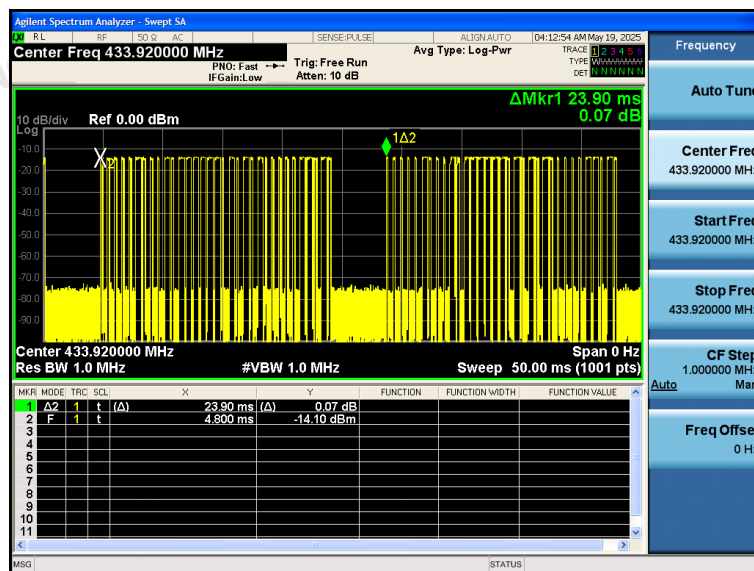 Agilent Spectrum Analyzer - Swept SA
LXI RL RF 50 Ω AC SENSE:PULSE ALIGN AUTO 04:12:54 AM May 19, 2025
Center Freq 433.920000 MHz Avg Type: Log-Pwr TRACE 1 2 3 4 5 6
PNO: Fast Trig: Free Run TYPE
IFGain:Low Atten: 10 dB DET N N N N N N
ΔMkr1 23.90 ms
0.07 dB
10 dB/div Ref 0.00 dBm
Log
1Δ2
-10.0
2
-20.0
-30.0
-40.0
-50.0
-60.0
-70.0
-80.0
-90.0
Center 433.920000 MHz Span 0 Hz
Res BW 1.0 MHz #VBW 1.0 MHz Sweep 50.00 ms (1001 pts)
MKR MODE TRC SCL X Y FUNCTION FUNCTION WIDTH FUNCTION VALUE
1 Δ2 1 t (Δ) 23.90 ms (Δ) 0.07 dB
2 F 1 t 4.800 ms -14.10 dBm
3
4
5
6
7
8
9
10
11
MSG STATUS
Frequency
Auto Tune
Center Freq
433.920000 MHz
Start Freq
433.920000 MHz
Stop Freq
433.920000 MHz
CF Step
1.000000 MHz
Auto Man
Freq Offset
0 Hz